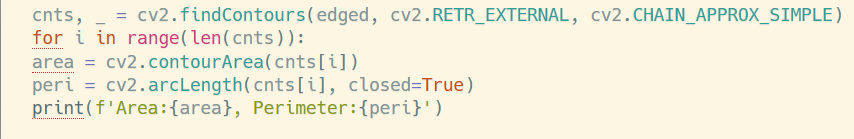 cnts, _ = cv2.findContours(edged, cv2.RETR_EXTERNAL, cv2.CHAIN_APPROX_SIMPLE)
for i in range(len(cnts)):
area = cv2.contourArea(cnts[i])
peri = cv2.arcLength(cnts[i], closed=True)
print(f'Area:{area}, Perimeter:{peri}')